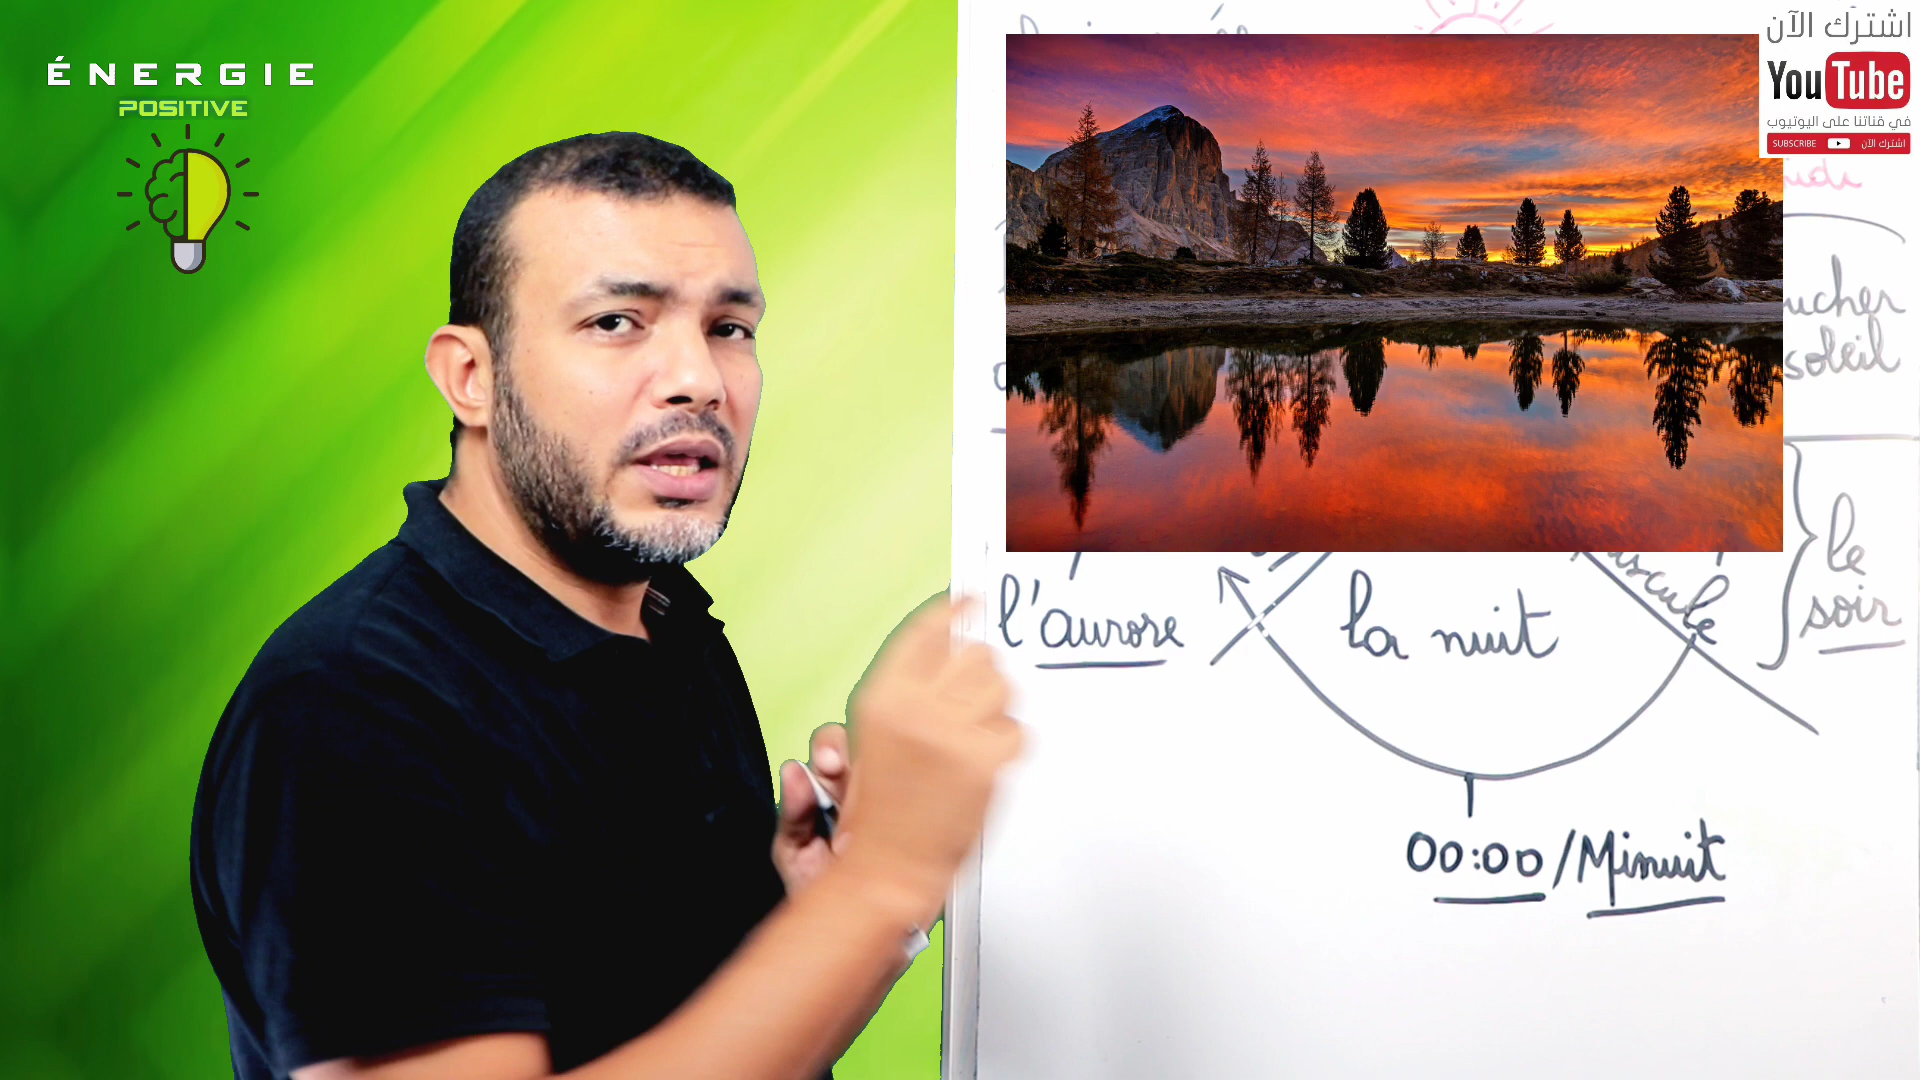 ÉNERGIE
POSITIVE
اشترك الآن
YouTube
في قناتنا على اليوتيوب
SUBSCRIBE اشترك الآن
soleil
l'aurore
la nuit
le
soir
00:00/Minuit